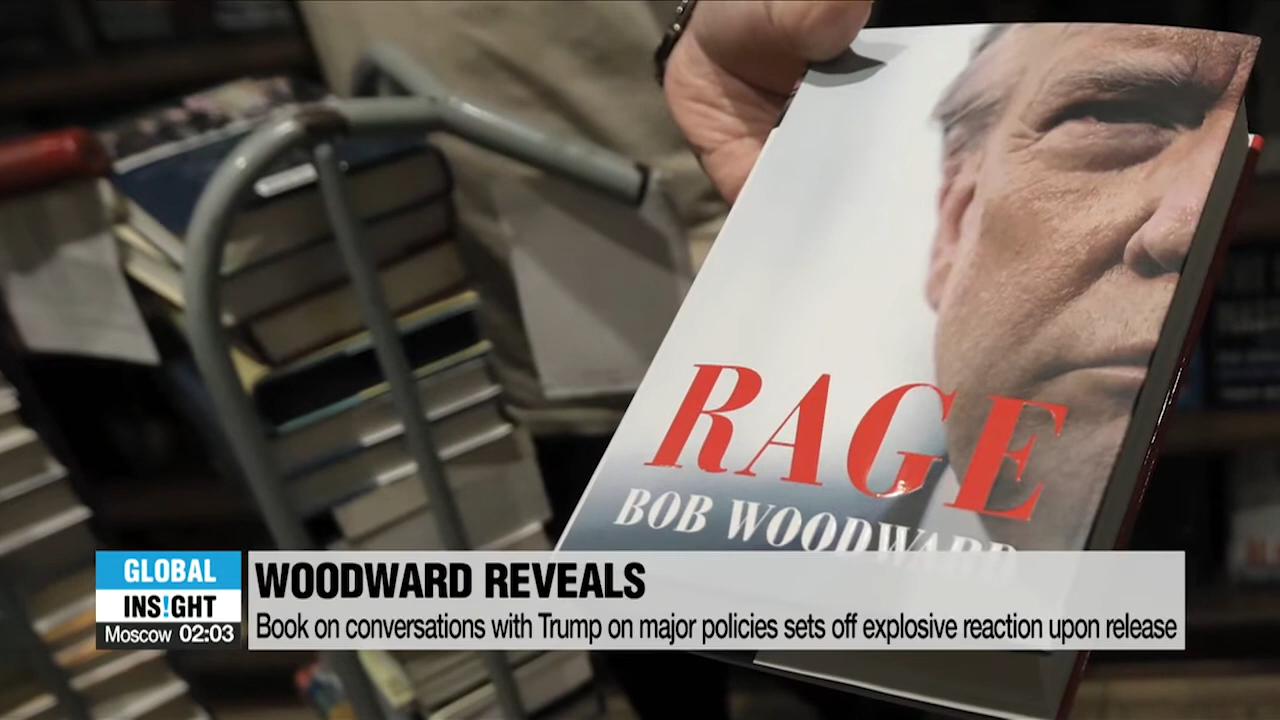 RAGE
BOB WOODWARD
GLOBAL
INS!GHT
Moscow 02:03
WOODWARD REVEALS
Book on conversations with Trump on major policies sets off explosive reaction upon release